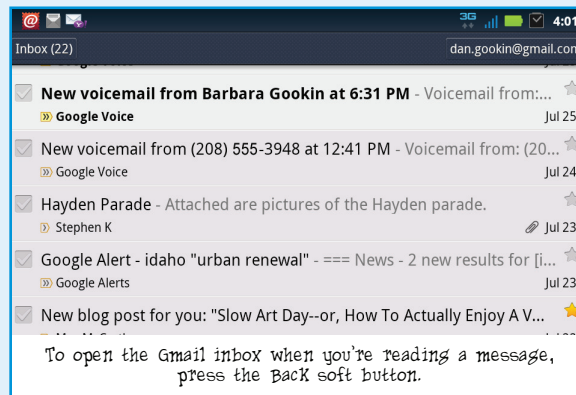 3G 4:01
Inbox (22) dan.gookin@gmail.com
New voicemail from Barbara Gookin at 6:31 PM - Voicemail from:...
Google Voice Jul 25
New voicemail from (208) 555-3948 at 12:41 PM - Voicemail from: (20...
Google Voice Jul 24
Hayden Parade - Attached are pictures of the Hayden parade.
Stephen K Jul 23
Google Alert - idaho "urban renewal" - === News - 2 new results for [i...
Google Alerts Jul 23
New blog post for you: "Slow Art Day--or, How To Actually Enjoy A V...
To open the Gmail inbox when you're reading a message,
press the Back soft button.